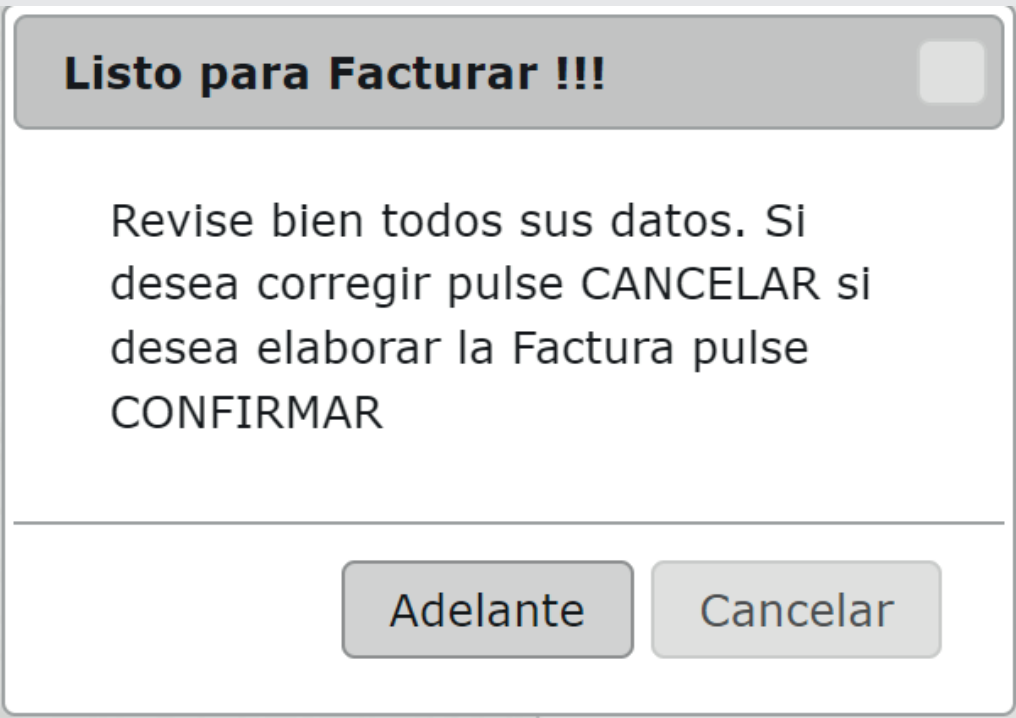 Listo para Facturar !!!
Revise bien todos sus datos. Si
desea corregir pulse CANCELAR si
desea elaborar la Factura pulse
CONFIRMAR
Adelante
Cancelar